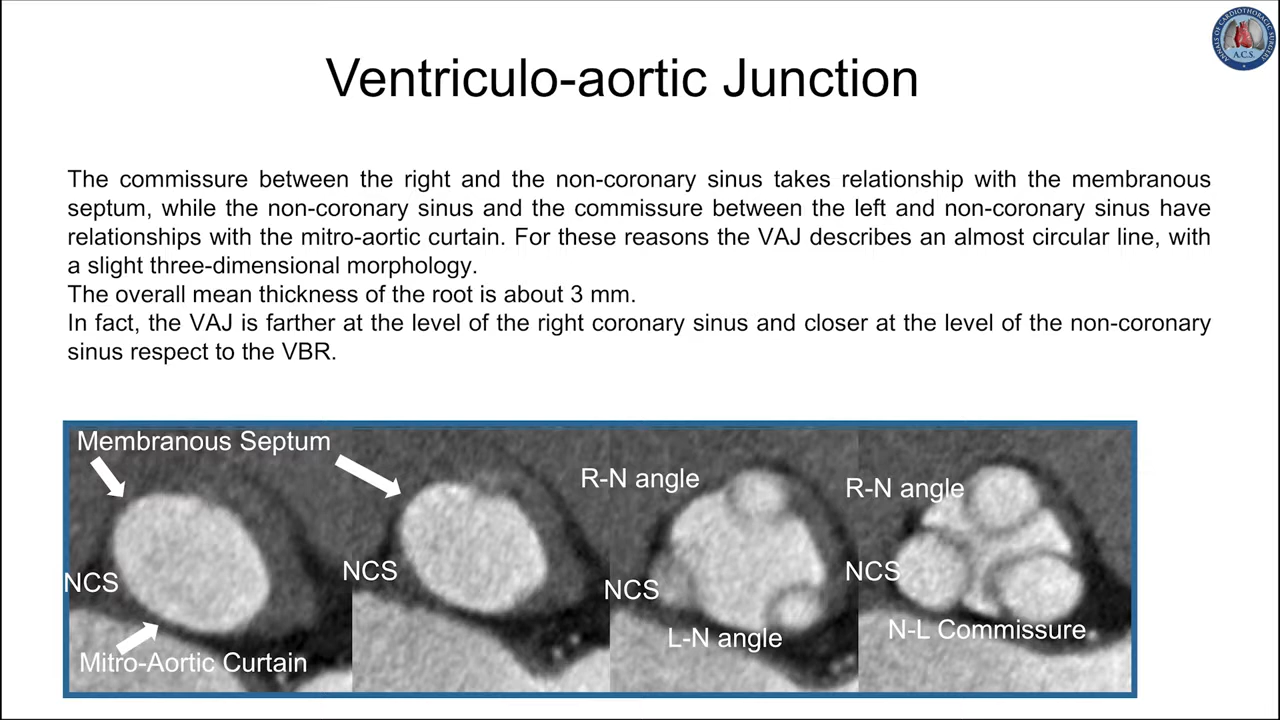 ANNALS OF CARDIOTHORACIC SURGERY
A.C.S.
Ventriculo-aortic Junction
The commissure between the right and the non-coronary sinus takes relationship with the membranous
septum, while the non-coronary sinus and the commissure between the left and non-coronary sinus have
relationships with the mitro-aortic curtain. For these reasons the VAJ describes an almost circular line, with
a slight three-dimensional morphology.
The overall mean thickness of the root is about 3 mm.
In fact, the VAJ is farther at the level of the right coronary sinus and closer at the level of the non-coronary
sinus respect to the VBR.
Membranous Septum
R-N angle
R-N angle
NCS
NCS
NCS
NCS
L-N angle
N-L Commissure
Mitro-Aortic Curtain